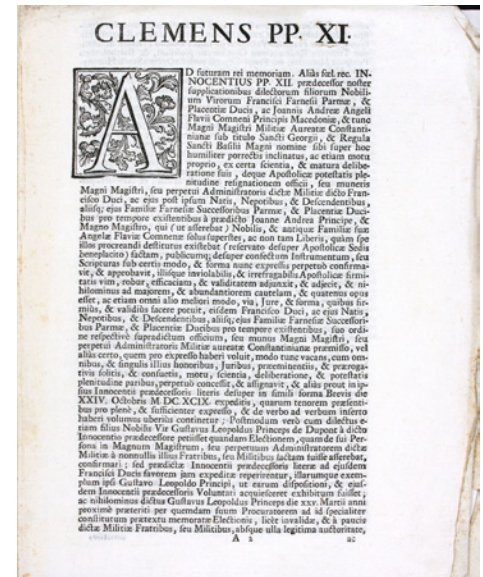 CLEMENS PP. XI.
AD futuram rei memoriam. Aliàs fœl. rec. IN-
NOCENTIUS PP. XII. prædecessor noster
supplicationibus dilectorum filiorum Nobili-
um Virorum Francisci Farnesii Parmæ, &
Placentiæ Ducis, ac Joannis Andreæ Angeli
Flavii Comneni Principis Macedoniæ, & tunc
Magni Magistri Militiæ Aureatæ Constanti-
nianæ sub titulo Sancti Georgii, & Regula
Sancti Basilii Magni nomine sibi super hoc
humiliter porrectis inclinatus, ac etiam motu
proprio, ex certa scientia, & matura delibe-
ratione suis, deque Apostolicæ potestatis ple-
nitudine resignationem officii, seu muneris
Magni Magistri, seu perpetui Administratoris dictæ Militiæ dicto Fran-
cisco Duci, ac ejus post ipsum Natis, Nepotibus, & Descendentibus,
aliisq; ejus Familiæ Farnesiæ Successoribus Parmæ, & Placentiæ Duci-
bus pro tempore existentibus à prædicto Joanne Andrea Principe, &
Magno Magistro, qui (ut asserebat) Nobilis, & antiquæ Familiæ suæ
Angelæ Flaviæ Comnenæ solus superstes, ac non tam Liberis, quàm spe
illos procreandi destitutus existebat (reservato desuper Apostolicæ Sedis
beneplacito) factam, publicumq; desuper confectum Instrumentum, seu
Scripturas sub certis modo, & forma nunc expressis perpetuò confirma-
vit, & approbavit, illisque inviolabilis, & irrefragabilis Apostolicæ firmi-
tatis vim, robur, efficaciam, & validitatem adjunxit, & adjecit, & ni-
hilominus ad majorem, & abundantiorem cautelam, & quatenus opus
esset, ac etiam omni alio meliori modo, via, Jure, & forma, quibus fir-
miùs, & validiùs facere potuit, eisdem Francisco Duci, ac ejus Natis,
Nepotibus, & Descendentibus, aliisq; ejus Familiæ Farnesiæ Successori-
bus Parmæ, & Placentiæ Ducibus pro tempore existentibus, suo ordi-
ne respectivè supradictum officium, seu munus Magni Magistri, seu
perpetui Administratoris Militiæ aureatæ Constantinianæ præmisso, vel
aliàs certo, quem pro expresso haberi voluit, modo tunc vacans, cum om-
nibus, & singulis illius honoribus, Juribus, præeminentiis, & præroga-
tivis solitis, & consuetis, motu, scientia, deliberatione, & potestatis
plenitudine paribus, perpetuò concessit, & assignavit, & aliàs prout in ip-
sius Innocentii prædecessoris literis desuper in simili forma Brevis die
XXIV. Octobris M. DC. XCIX. expeditis, quarum tenorem præsenti-
bus pro plenè, & sufficienter expresso, & de verbo ad verbum inserto
haberi volumus uberiùs continetur; Postmodum verò cum dilectus e-
tiam filius Nobilis Vir Gustavus Leopoldus Princeps de Dupont à dicto
Innocentio prædecessore petiisset quandam Electionem, quam de sui Per-
sona in Magnum Magistrum, seu perpetuum Administratorem dictæ
Militiæ à nonnullis illius Fratribus, seu Militibus factam fuisse asserebat,
confirmari; sed prædictæ Innocentii prædecessoris literæ ad ejusdem
Francisci Ducis favorem jam expeditæ reperirentur, illarumque exem-
plum ipsi Gustavo Leopoldo Principi, ut earum dispositioni, & ejus-
dem Innocentii prædecessoris Voluntati acquiesceret exhibitum fuisset;
ac nihilominus dictus Gustavus Leopoldus Princeps die XXV. Martii anni
proximè præteriti per quemdam suum Procuratorem ad id specialiter
constitutum prætextu memoratæ Electionis, licèt invalidæ, & à paucis
dictæ Militiæ Fratribus, seu Militibus, absque ulla legitima auctoritate,
A 2 ac